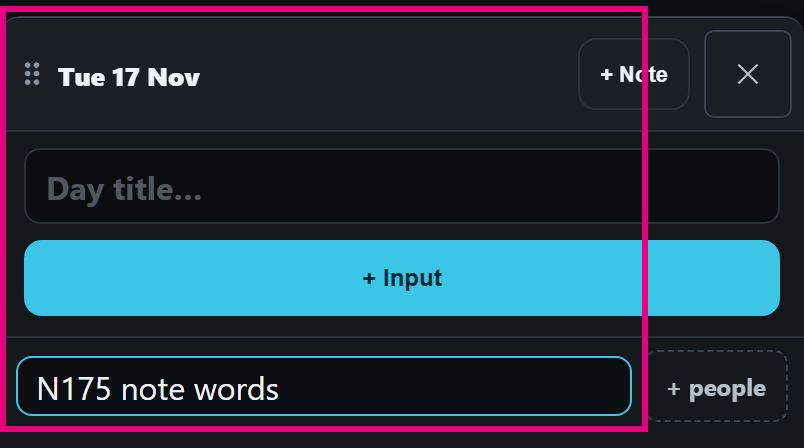 Tue 17 Nov
+ Note
Day title...
+ Input
N175 note words
+ people